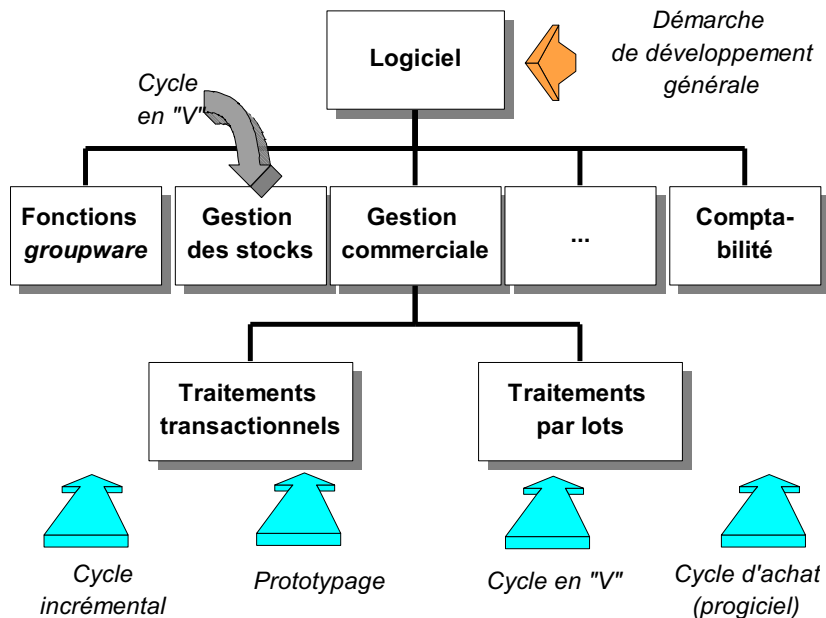 Démarche
de développement
générale
Logiciel
Cycle
en "V"
Fonctions
groupware
Gestion
des stocks
Gestion
commerciale
...
Compta-
bilité
Traitements
transactionnels
Traitements
par lots
Cycle
incrémental
Prototypage
Cycle en "V"
Cycle d'achat
(progiciel)